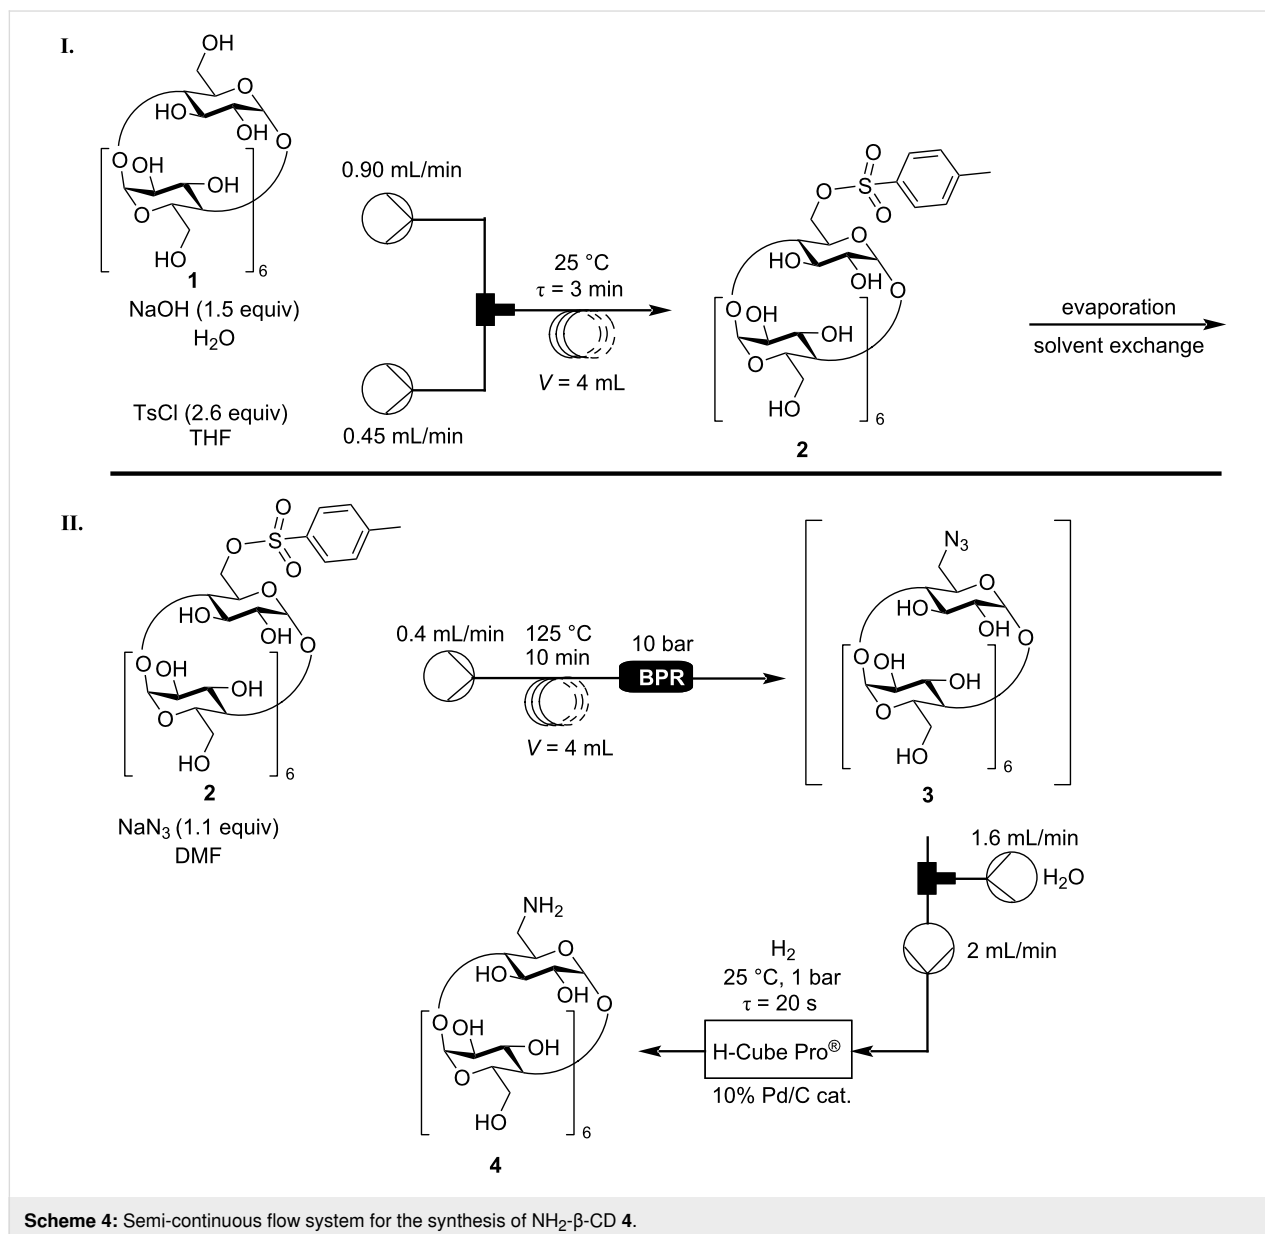 I.
OH
O
HO
OH
O
O
OH
OH
O
HO
6
1
NaOH (1.5 equiv)
H2O
TsCl (2.6 equiv)
THF
0.90 mL/min
0.45 mL/min
25 °C
τ = 3 min
V = 4 mL
O
O
S
O
O
HO
OH
O
O
OH
OH
O
HO
6
2
evaporation
solvent exchange
II.
O
O
S
O
O
HO
OH
O
O
OH
OH
O
HO
6
2
NaN3 (1.1 equiv)
DMF
0.4 mL/min
125 °C
10 min
V = 4 mL
10 bar
BPR
N3
O
HO
OH
O
O
OH
OH
O
HO
6
3
1.6 mL/min
H2O
2 mL/min
H2
25 °C, 1 bar
τ = 20 s
H-Cube Pro®
10% Pd/C cat.
NH2
O
HO
OH
O
O
OH
OH
O
HO
6
4
Scheme 4: Semi-continuous flow system for the synthesis of NH2-β-CD 4.